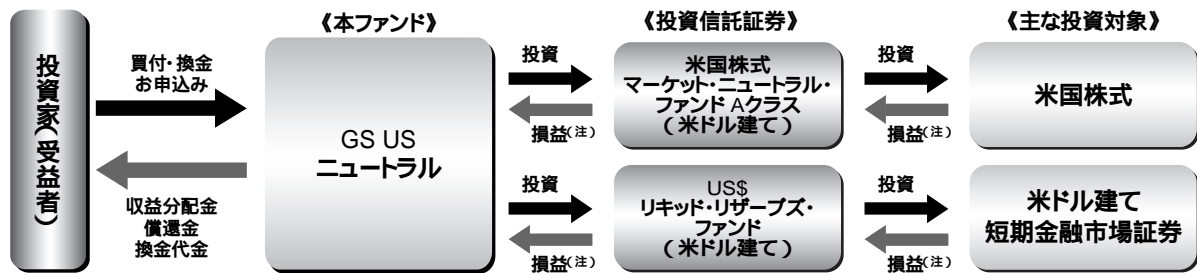 《本ファンド》
《投資信託証券》
《主な投資対象》
投資家(受益者)
買付・換金
お申込み
収益分配金
償還金
換金代金
GS US
ニュートラル
投資
損益(注)
米国株式
マーケット・ニュートラル・
ファンド Aクラス
(米ドル建て)
投資
損益(注)
米国株式
投資
損益(注)
US$
リキッド・リザーブズ・
ファンド
(米ドル建て)
投資
損益(注)
米ドル建て
短期金融市場証券